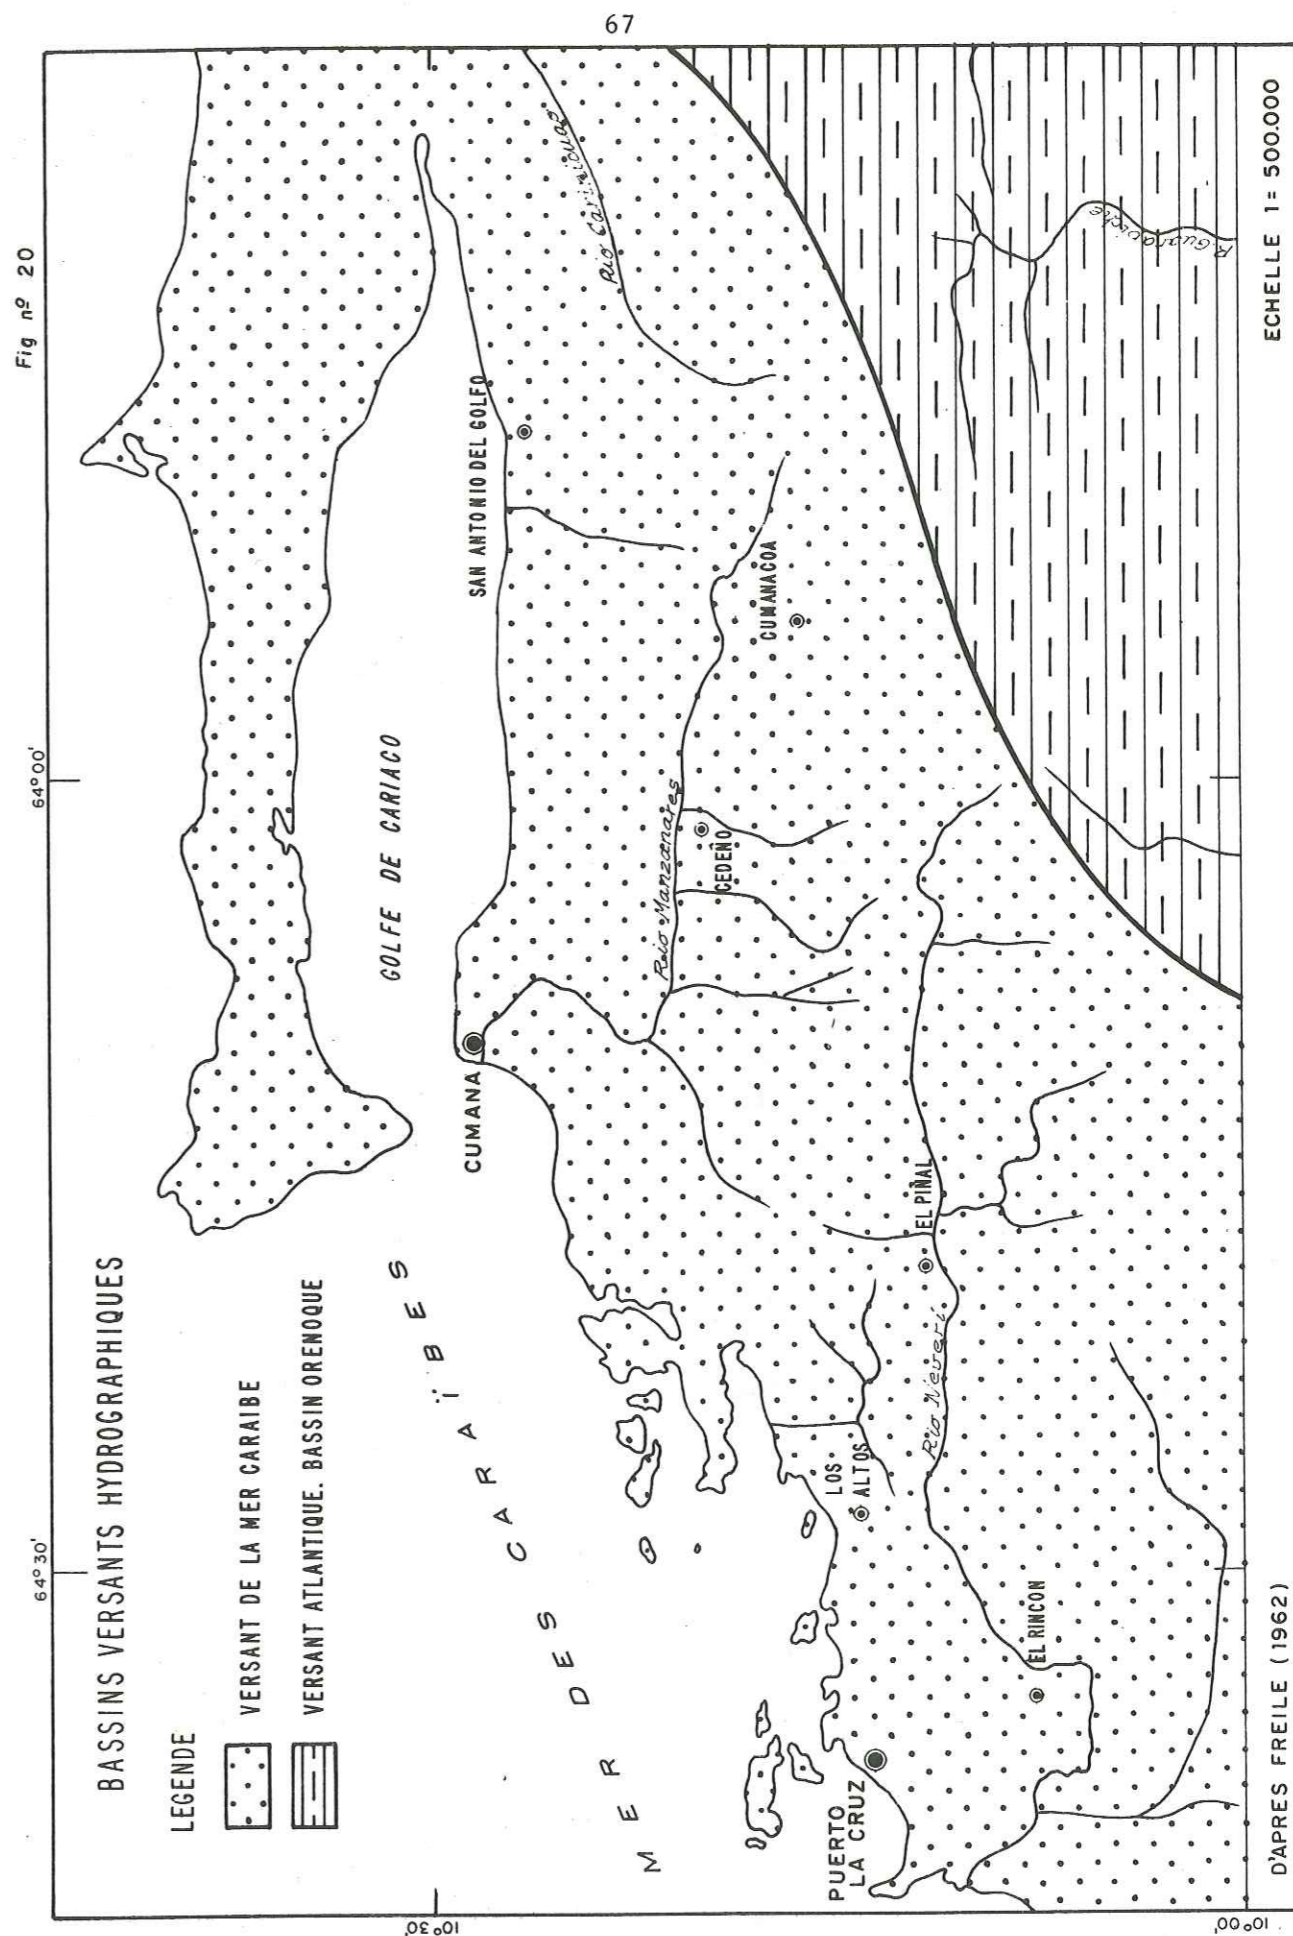 67
Fig nº 20
BASSINS VERSANTS HYDROGRAPHIQUES
LEGENDE
VERSANT DE LA MER CARAIBE
VERSANT ATLANTIQUE. BASSIN ORENOQUE
64°30'
64°00'
10°30'
10°00'
MER DES CARAÏBES
GOLFE DE CARIACO
CUMANA
SAN ANTONIO DEL GOLFO
Rio Cariniquao
Rio Manzanares
CUMANACOA
CEDEÑO
R. Guarapiche
EL PIÑAL
Rio Neverí
LOS
ALTOS
EL RINCON
PUERTO
LA CRUZ
D'APRES FREILE (1962)
ECHELLE 1 = 500.000